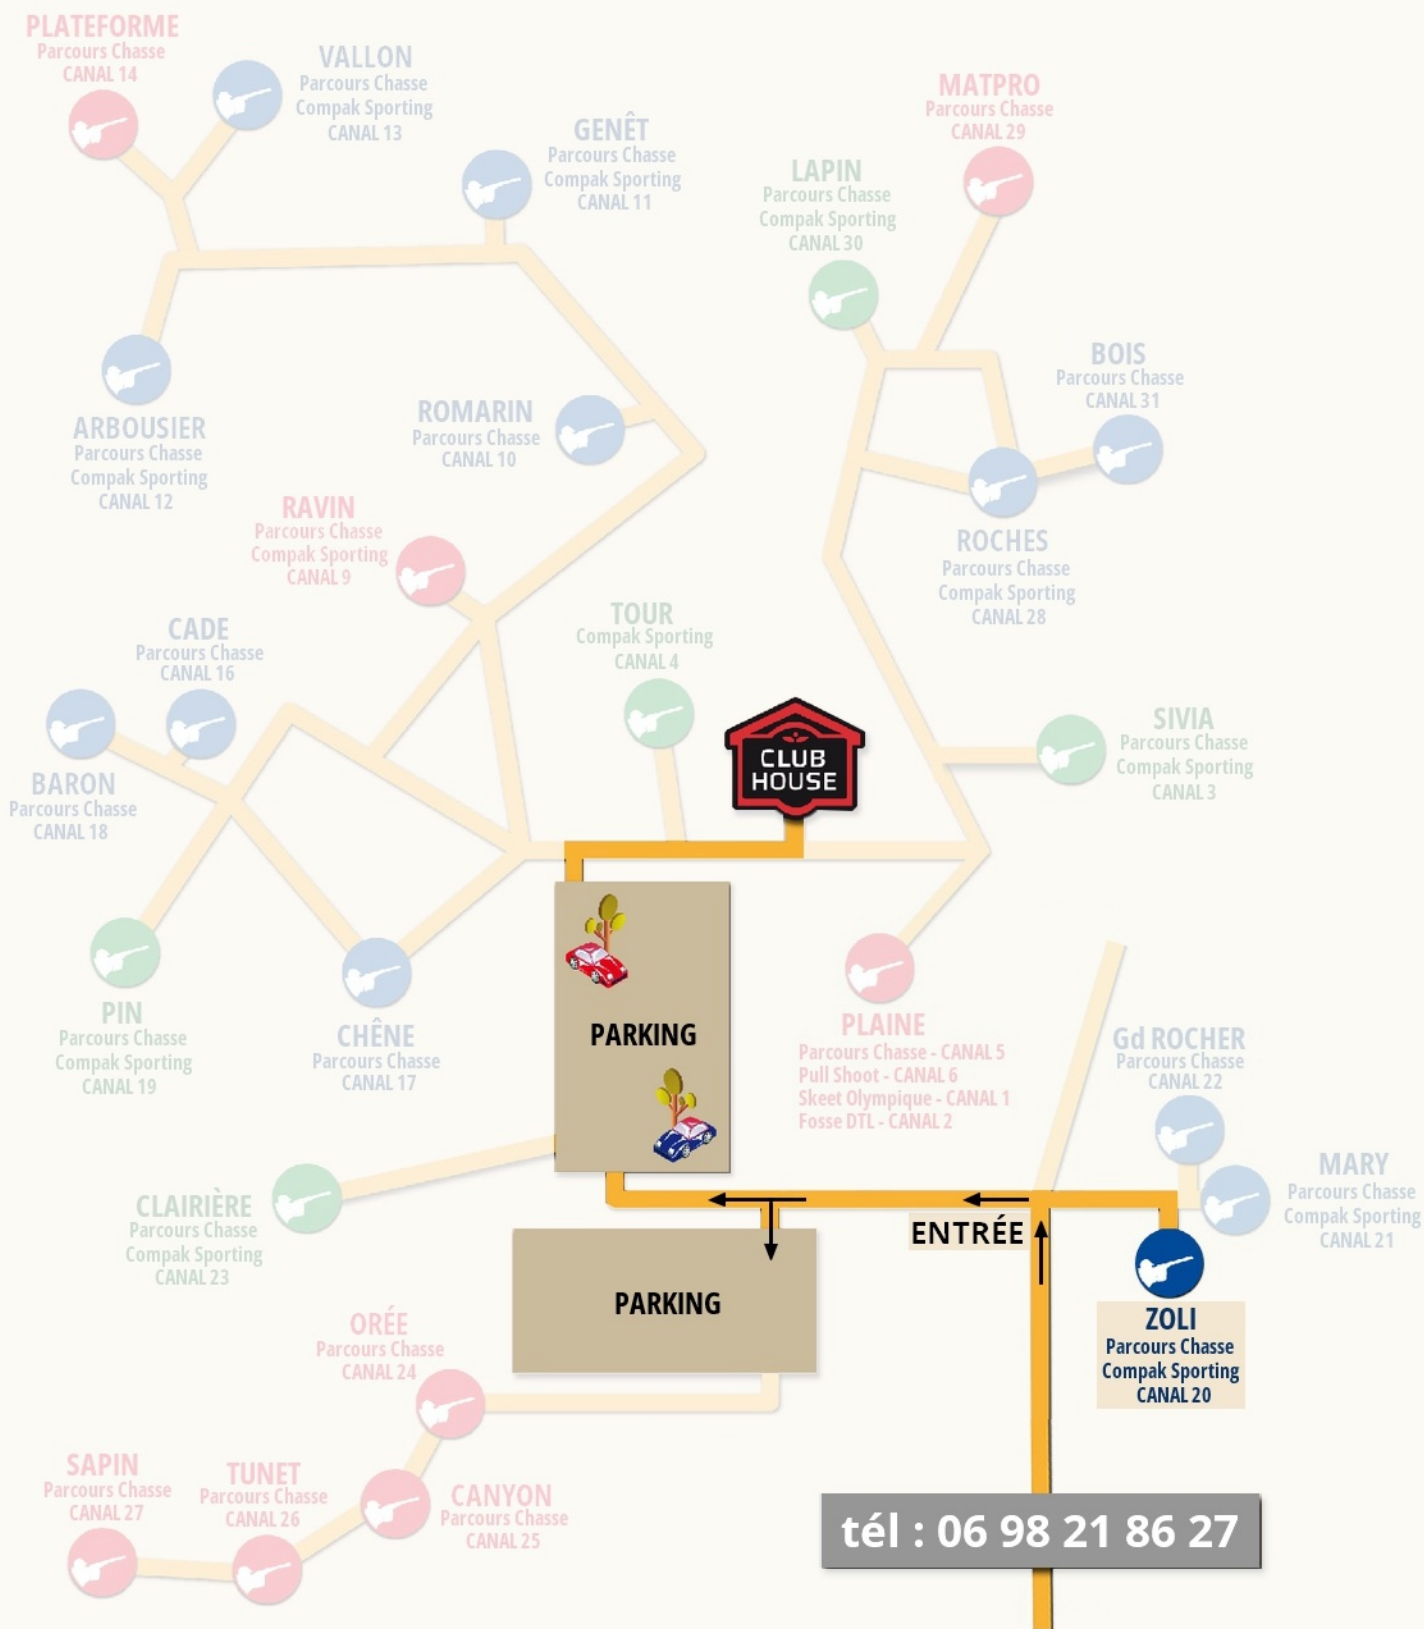 PLATEFORME
Parcours Chasse
CANAL 14
VALLON
Parcours Chasse
Compak Sporting
CANAL 13
GENÊT
Parcours Chasse
Compak Sporting
CANAL 11
MATPRO
Parcours Chasse
CANAL 29
LAPIN
Parcours Chasse
Compak Sporting
CANAL 30
BOIS
Parcours Chasse
CANAL 31
ARBOUSIER
Parcours Chasse
Compak Sporting
CANAL 12
ROMARIN
Parcours Chasse
CANAL 10
RAVIN
Parcours Chasse
Compak Sporting
CANAL 9
ROCHES
Parcours Chasse
Compak Sporting
CANAL 28
TOUR
Compak Sporting
CANAL 4
CADE
Parcours Chasse
CANAL 16
BARON
Parcours Chasse
CANAL 18
CLUB
HOUSE
SIVIA
Parcours Chasse
Compak Sporting
CANAL 3
PIN
Parcours Chasse
Compak Sporting
CANAL 19
CHÊNE
Parcours Chasse
CANAL 17
PARKING
PLAINE
Parcours Chasse - CANAL 5
Pull Shoot - CANAL 6
Skeet Olympique - CANAL 1
Fosse DTL - CANAL 2
Gd ROCHER
Parcours Chasse
CANAL 22
MARY
Parcours Chasse
Compak Sporting
CANAL 21
CLAIRIÈRE
Parcours Chasse
Compak Sporting
CANAL 23
ENTRÉE
PARKING
ZOLI
Parcours Chasse
Compak Sporting
CANAL 20
ORÉE
Parcours Chasse
CANAL 24
SAPIN
Parcours Chasse
CANAL 27
TUNET
Parcours Chasse
CANAL 26
CANYON
Parcours Chasse
CANAL 25
tél : 06 98 21 86 27